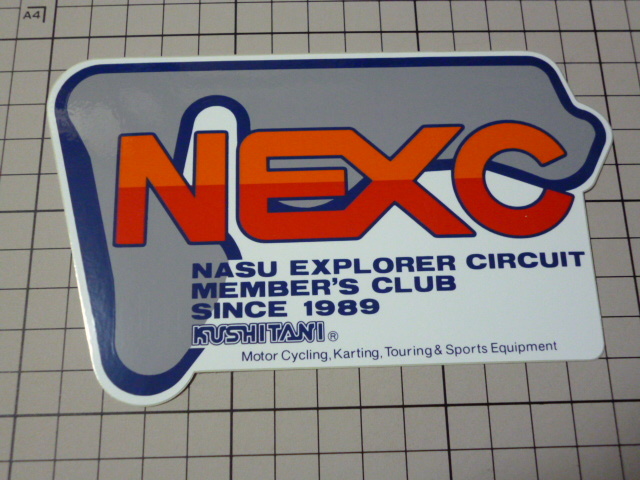 A4
NEXC
NASU EXPLORER CIRCUIT
MEMBER'S CLUB
SINCE 1989
KUSHITANI ®
Motor Cycling, Karting, Touring & Sports Equipment